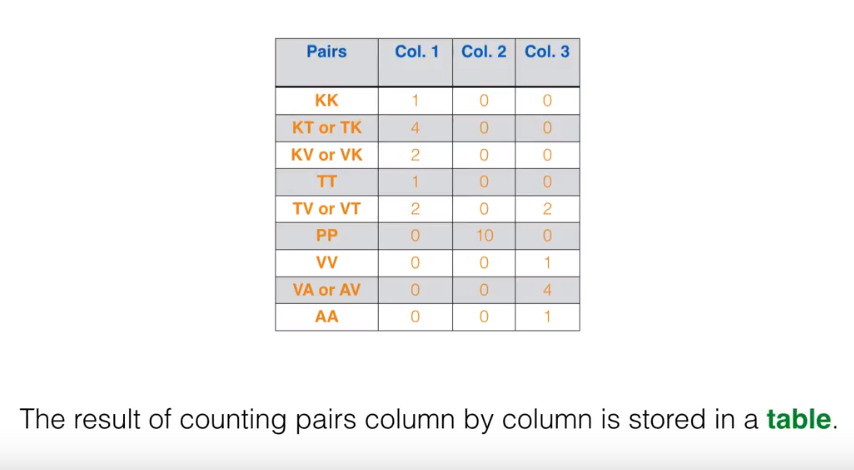 Pairs Col. 1 Col. 2 Col. 3
KK 1 0 0
KT or TK 4 0 0
KV or VK 2 0 0
TT 1 0 0
TV or VT 2 0 2
PP 0 10 0
VV 0 0 1
VA or AV 0 0 4
AA 0 0 1
The result of counting pairs column by column is stored in a table.